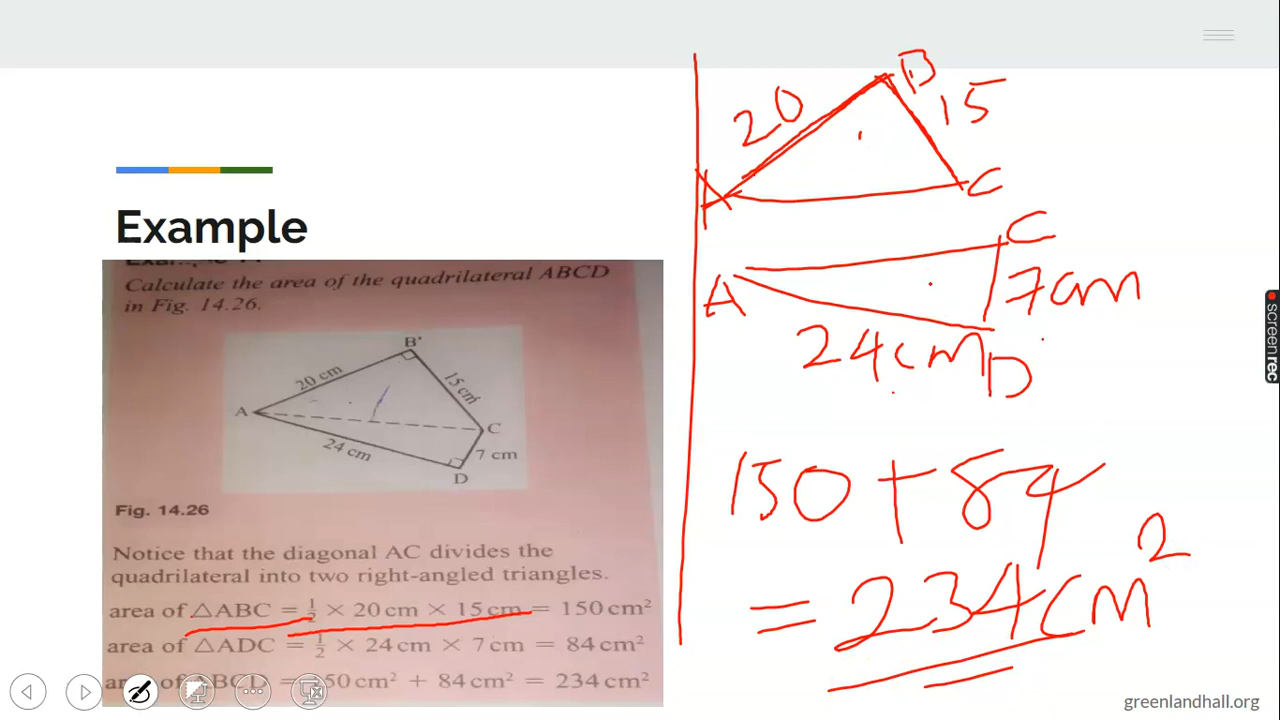 Example
Calculate the area of the quadrilateral ABCD
in Fig. 14.26.
B
20 cm
15 cm
A
C
24 cm
7 cm
D
Fig. 14.26
Notice that the diagonal AC divides the
quadrilateral into two right-angled triangles.
area of △ABC = ½ × 20 cm × 15 cm = 150 cm²
area of △ADC = ½ × 24 cm × 7 cm = 84 cm²
ABCD = 150 cm² + 84 cm² = 234 cm²
B
20
15
A
C
C
A
7cm
24cm
D
150 + 84
= 234cm²
screenrec
greenlandhall.org